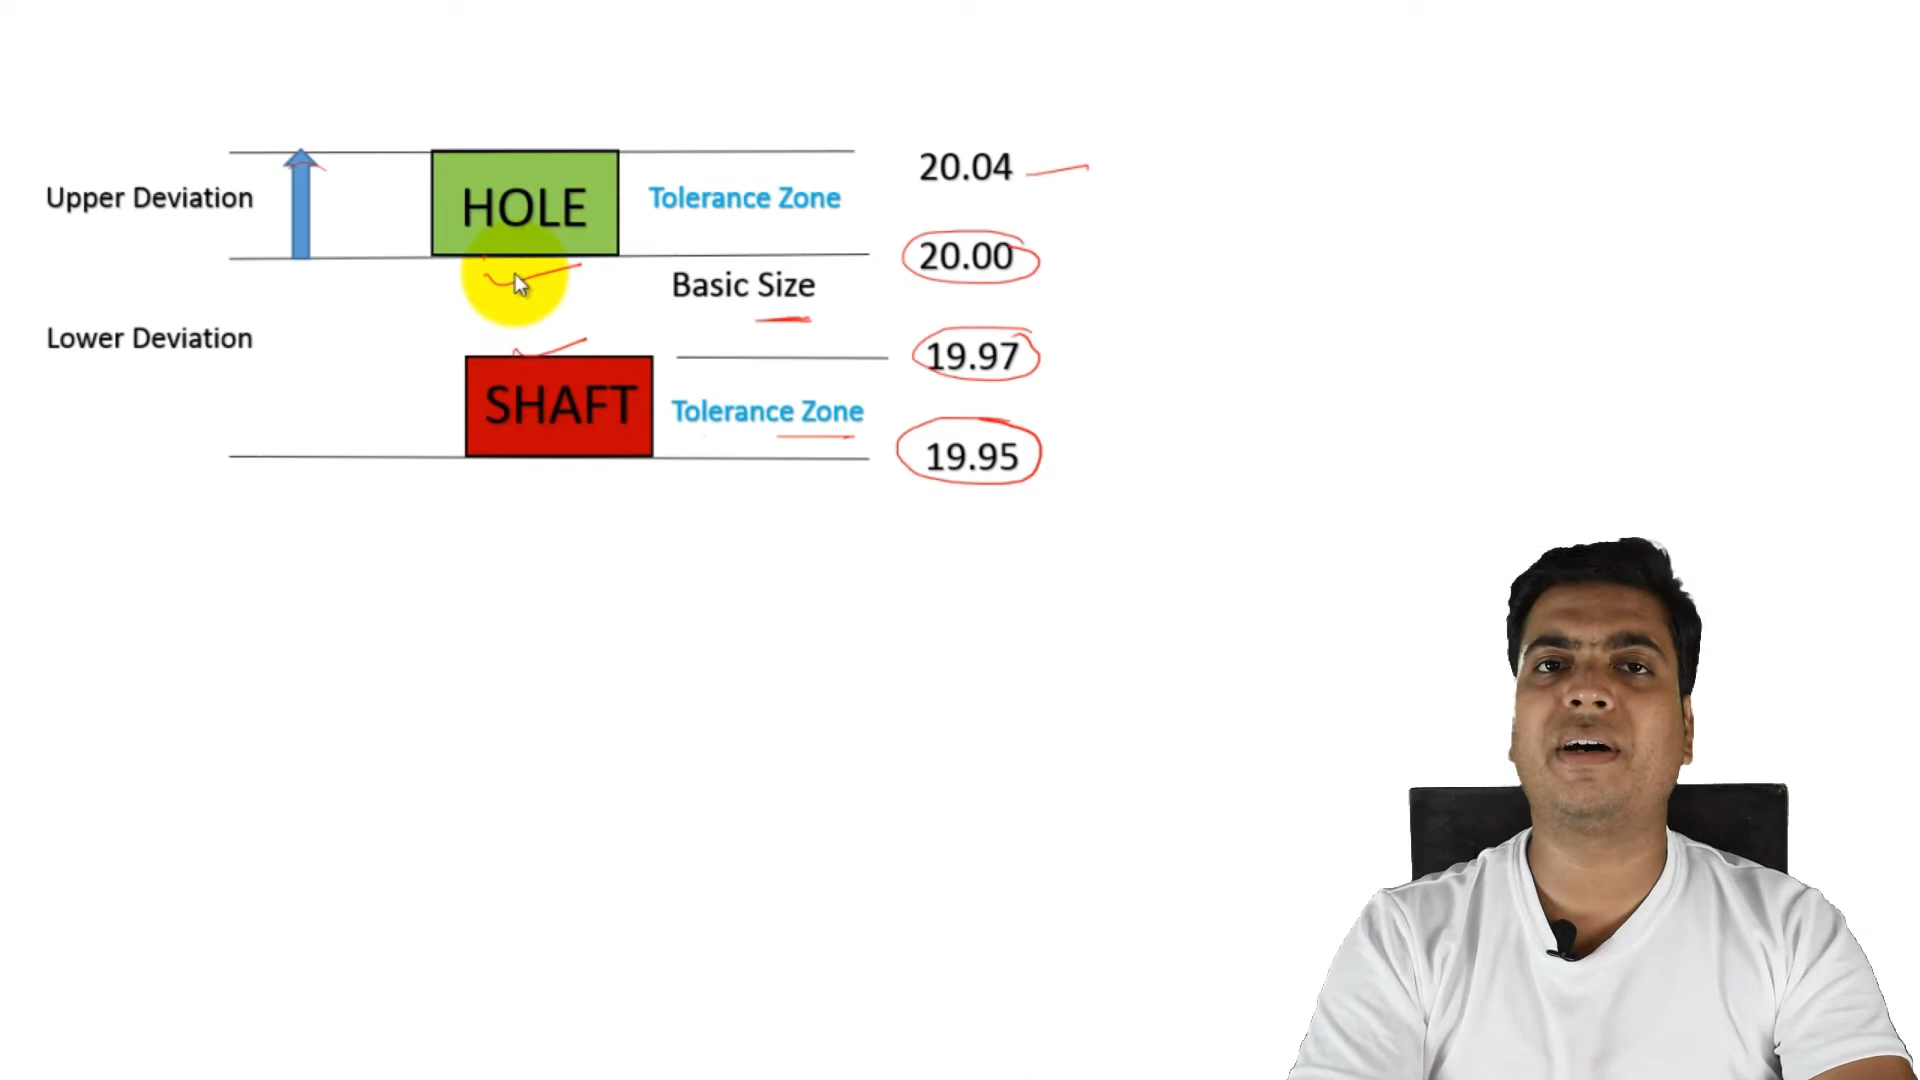 20.04
Upper Deviation
HOLE
Tolerance Zone
20.00
Basic Size
Lower Deviation
19.97
SHAFT
Tolerance Zone
19.95